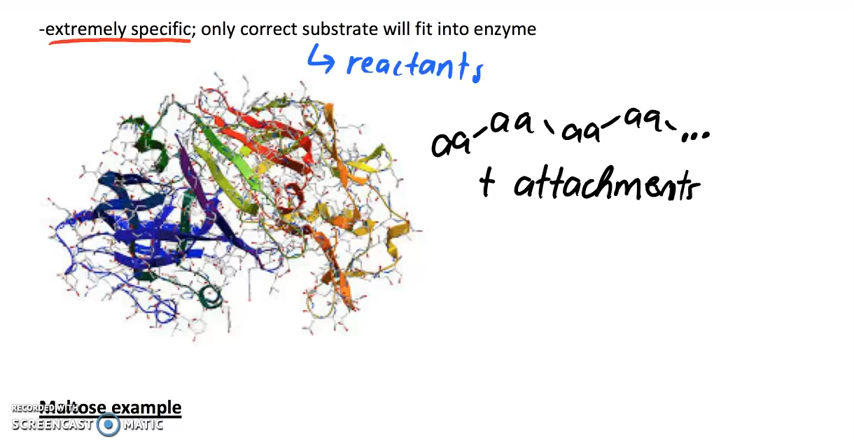 -extremely specific; only correct substrate will fit into enzyme
↳ reactants
aa-aa-aa-aa-...
+ attachments
Maltose example
RECORDED WITH
SCREENCAST MATIC